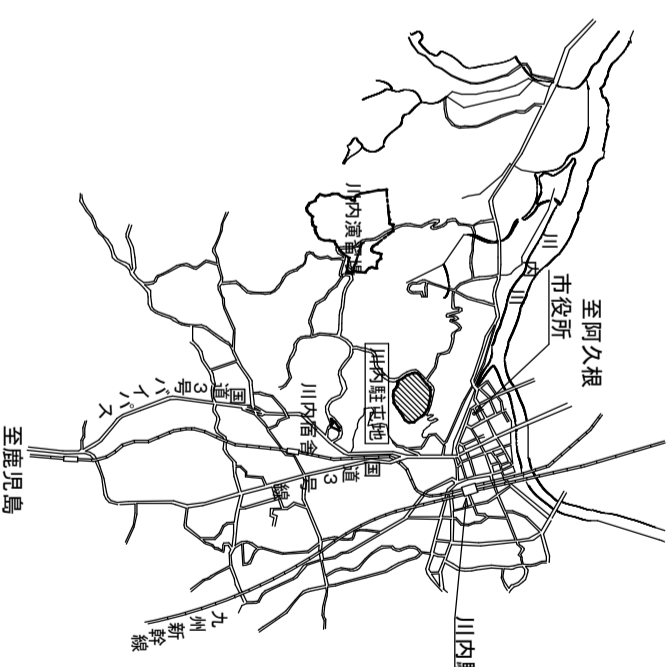 至阿久根
市役所
川内川
川内演習場
川内駐屯地
川内宿舎
国道3号バイパス
国道3号線
至鹿児島
九州新幹線
川内駅